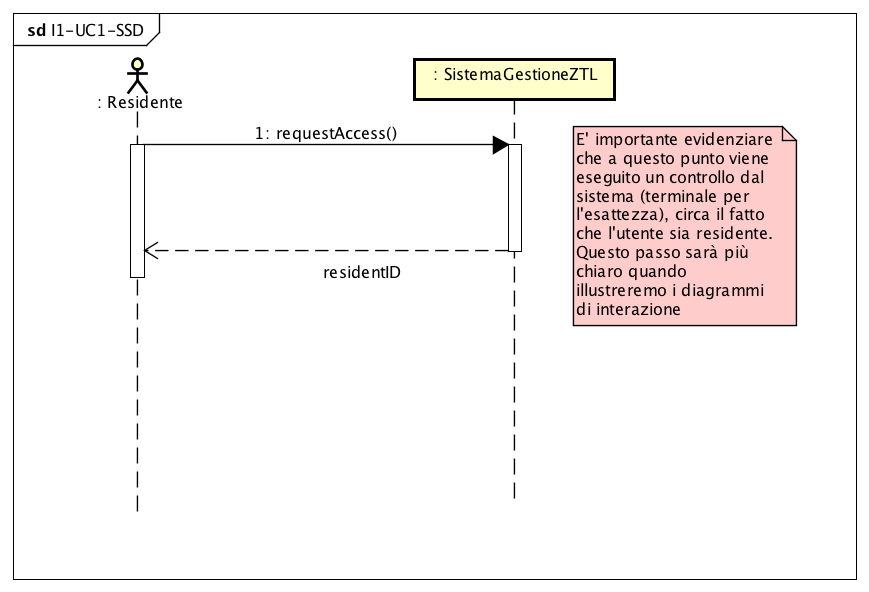 sd I1-UC1-SSD
: Residente
: SistemaGestioneZTL
1: requestAccess()
residentID
E' importante evidenziare
che a questo punto viene
eseguito un controllo dal
sistema (terminale per
l'esattezza), circa il fatto
che l'utente sia residente.
Questo passo sarà più
chiaro quando
illustreremo i diagrammi
di interazione